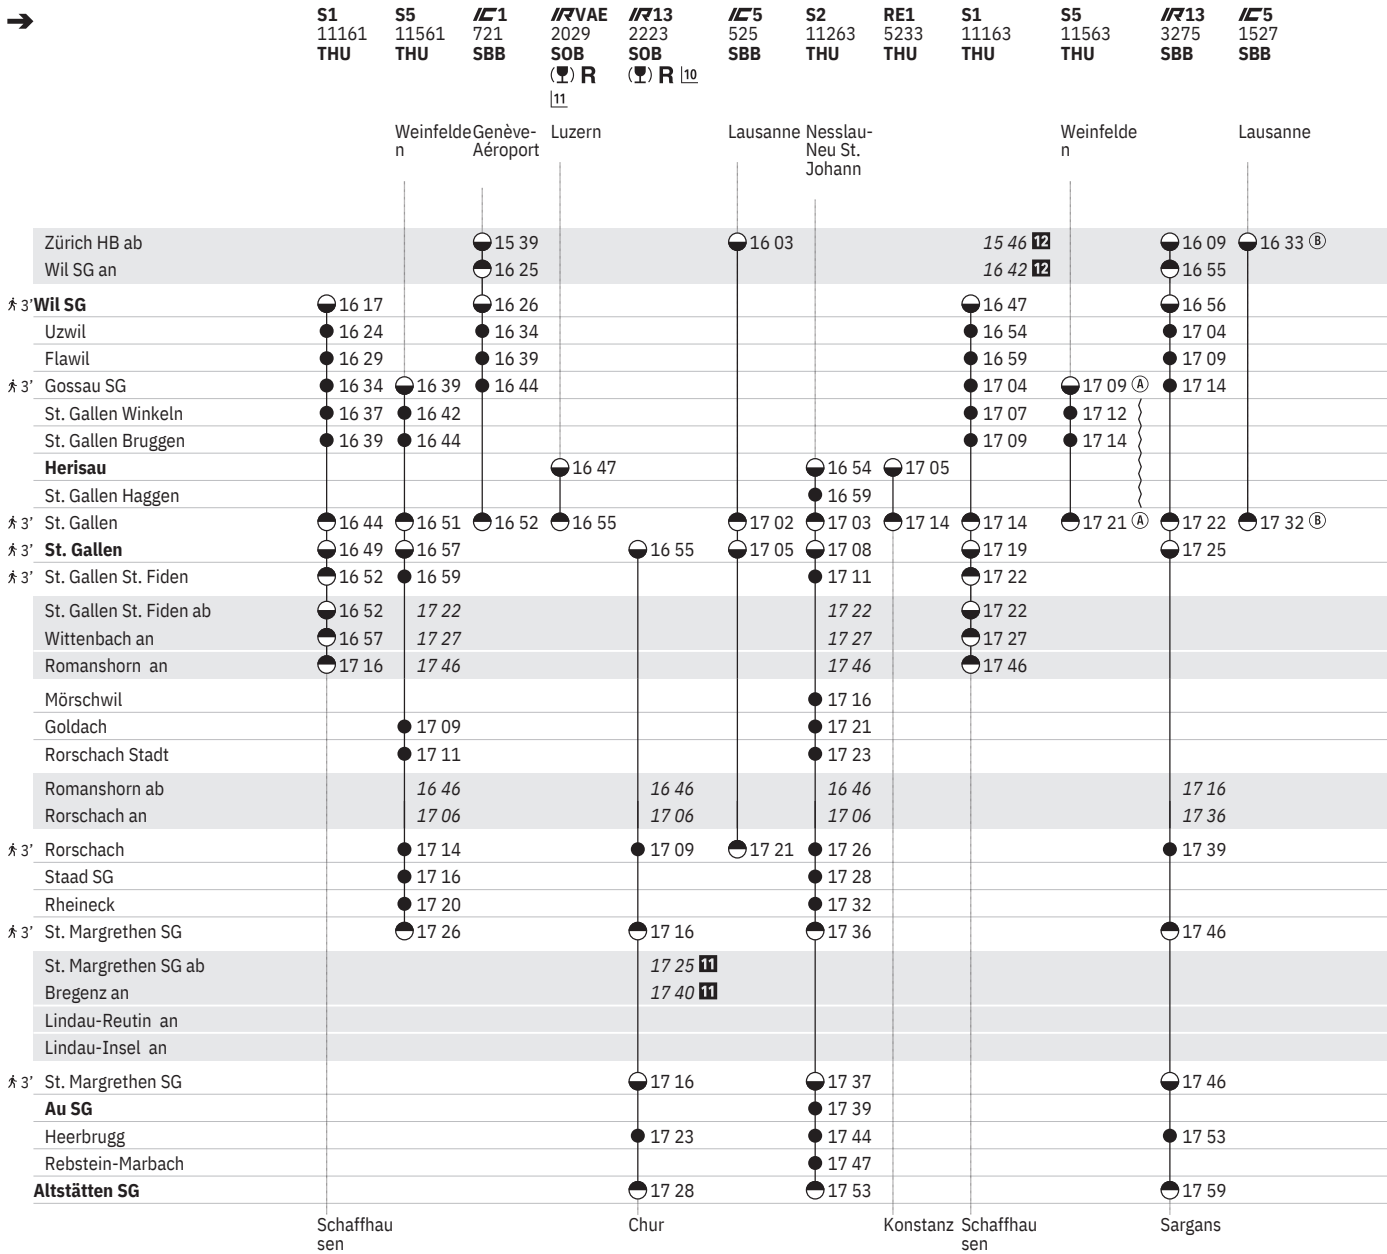 ➔ S1 S5 IC1 IRVAE IR13 IC5 S2 RE1 S1 S5 IR13 IC5
11161 11561 721 2029 2223 525 11263 5233 11163 11563 3275 1527
THU THU SBB SOB SOB SBB THU THU THU THU SBB SBB
R R 10
11
Weinfelde Genève- Luzern Lausanne Nesslau- Weinfelde Lausanne
n Aéroport Neu St. n
Johann
Zürich HB ab 15 39 16 03 15 46 12 16 09 16 33 B
Wil SG an 16 25 16 42 12 16 55
3' Wil SG 16 17 16 26 16 47 16 56
Uzwil 16 24 16 34 16 54 17 04
Flawil 16 29 16 39 16 59 17 09
3' Gossau SG 16 34 16 39 16 44 17 04 17 09 A 17 14
St. Gallen Winkeln 16 37 16 42 17 07 17 12
St. Gallen Bruggen 16 39 16 44 17 09 17 14
Herisau 16 47 16 54 17 05
St. Gallen Haggen 16 59
3' St. Gallen 16 44 16 51 16 52 16 55 17 02 17 03 17 14 17 14 17 21 A 17 22 17 32 B
3' St. Gallen 16 49 16 57 16 55 17 05 17 08 17 19 17 25
3' St. Gallen St. Fiden 16 52 16 59 17 11 17 22
St. Gallen St. Fiden ab 16 52 17 22 17 22 17 22
Wittenbach an 16 57 17 27 17 27 17 27
Romanshorn an 17 16 17 46 17 46 17 46
Mörschwil 17 16
Goldach 17 09 17 21
Rorschach Stadt 17 11 17 23
Romanshorn ab 16 46 16 46 16 46 17 16
Rorschach an 17 06 17 06 17 06 17 36
3' Rorschach 17 14 17 09 17 21 17 26 17 39
Staad SG 17 16 17 28
Rheineck 17 20 17 32
3' St. Margrethen SG 17 26 17 16 17 36 17 46
St. Margrethen SG ab 17 25 11
Bregenz an 17 40 11
Lindau-Reutin an
Lindau-Insel an
3' St. Margrethen SG 17 16 17 37 17 46
Au SG 17 39
Heerbrugg 17 23 17 44 17 53
Rebstein-Marbach 17 47
Altstätten SG 17 28 17 53 17 59
Schaffhau Chur Konstanz Schaffhau Sargans
sen sen